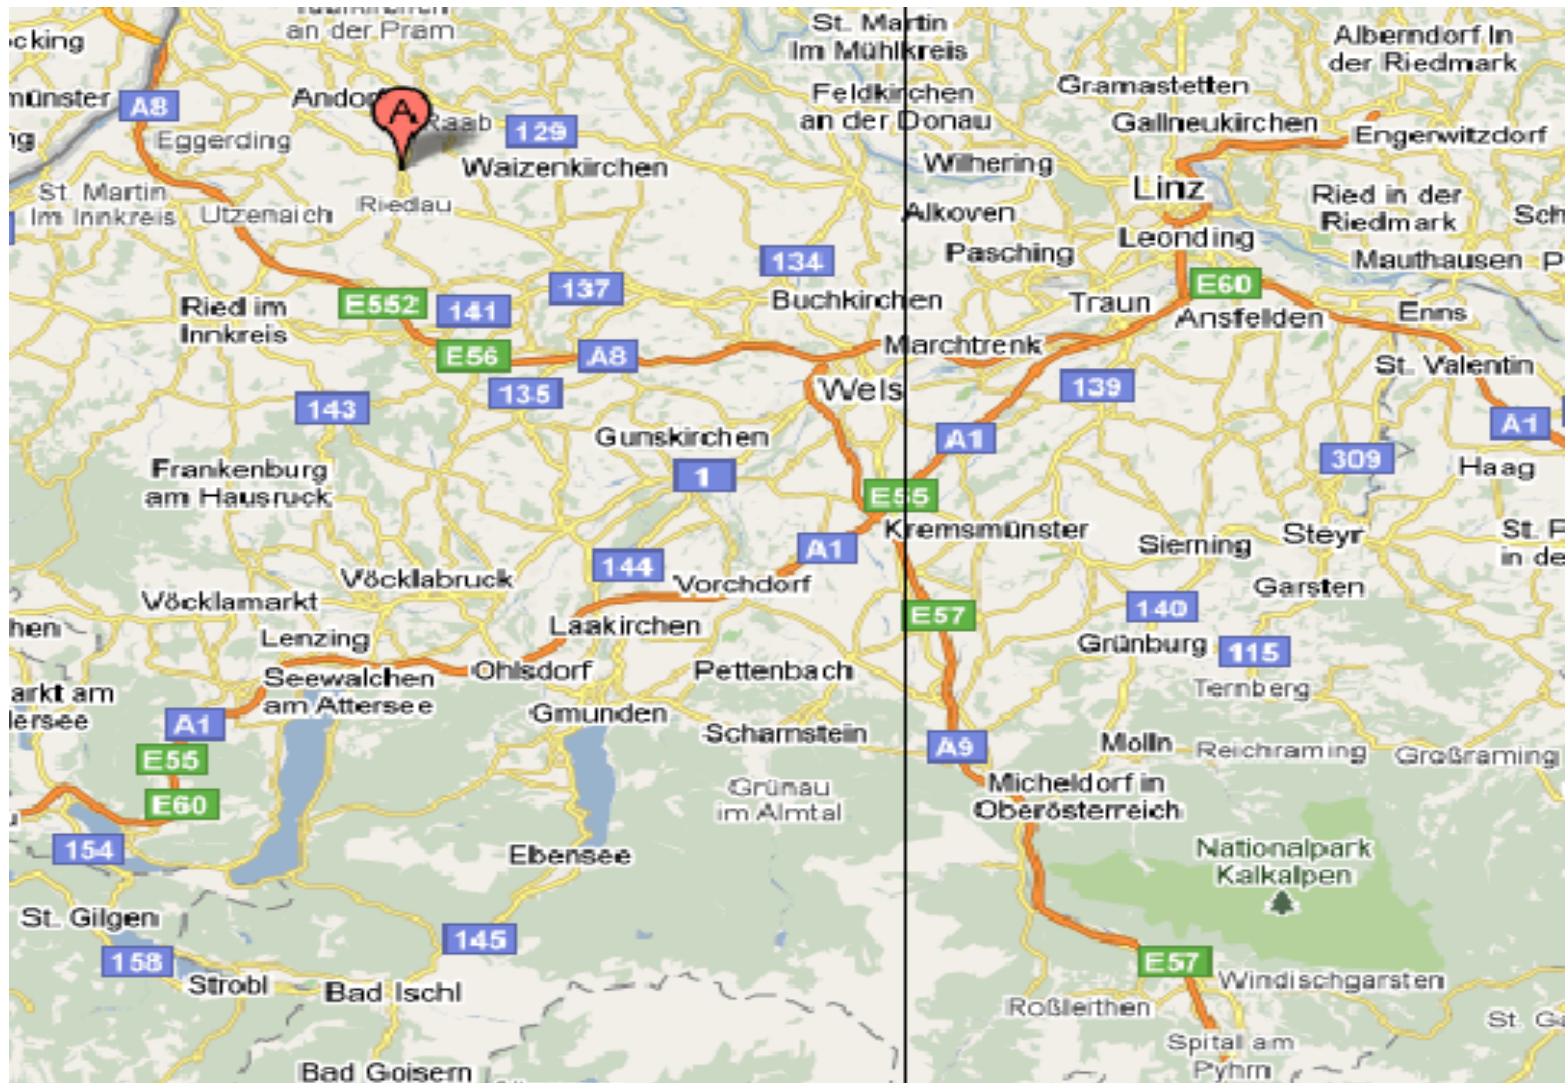 St. Martin
Im Mühlkreis
Alberndorf In
der Riedmark
an der Pram
Gramastetten
Feldkirchen
an der Donau
A8
A
Raab
129
Gallneukirchen
Engerwitzdorf
Eggerding
Waizenkirchen
Wilhering
Linz
St. Martin
Im Innkreis
Utzenaich
Riedau
Alkoven
Ried in der
Riedmark
Pasching
Leonding
Mauthausen
134
E552
141
137
Buchkirchen
Traun
E60
Ansfelden
Enns
Ried im
Innkreis
E56
A8
Marchtrenk
St. Valentin
143
135
Wels
139
A1
Gunskirchen
A1
309
Haag
Frankenburg
am Hausruck
1
E55
Kremsmünster
Sierning
Steyr
A1
144
Vöcklabruck
Vorchdorf
Garsten
Vöcklamarkt
E57
140
Lenzing
Laakirchen
Grünburg
115
Seewalchen
am Attersee
Ohlsdorf
Pettenbach
Ternberg
A1
Gmunden
Scharnstein
A9
Molln
Reichraming
Großraming
E55
E60
Grünau
im Almtal
Micheldorf in
Oberösterreich
154
Ebensee
Nationalpark
Kalkalpen
St. Gilgen
145
158
Strobl
Bad Ischl
E57
Windischgarsten
Roßleithen
Spital am
Pyhrn
Bad Goisern